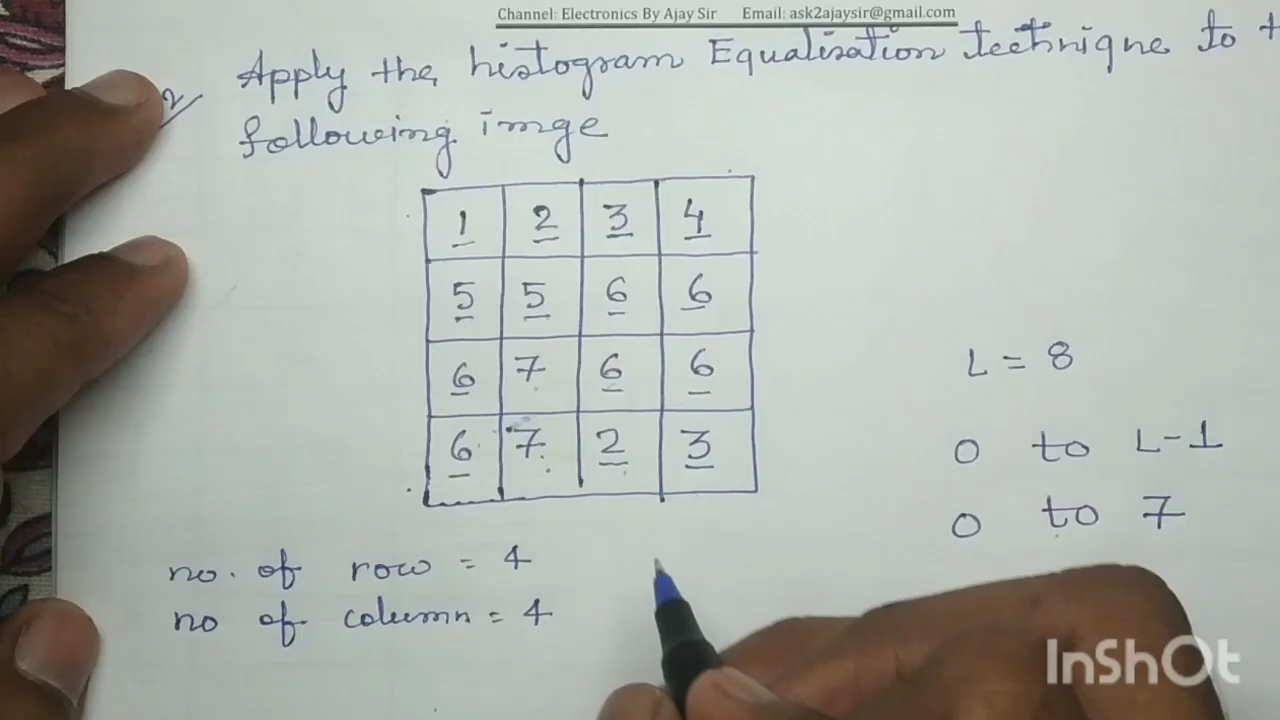 Channel: Electronics By Ajay Sir Email: ask2ajaysir@gmail.com
2 Apply the histogram Equalisation technique to t
following imge
1 2 3 4
5 5 6 6
6 7 6 6
6 7 2 3
L = 8
0 to L-1
0 to 7
no. of row = 4
no of column = 4
InShOt